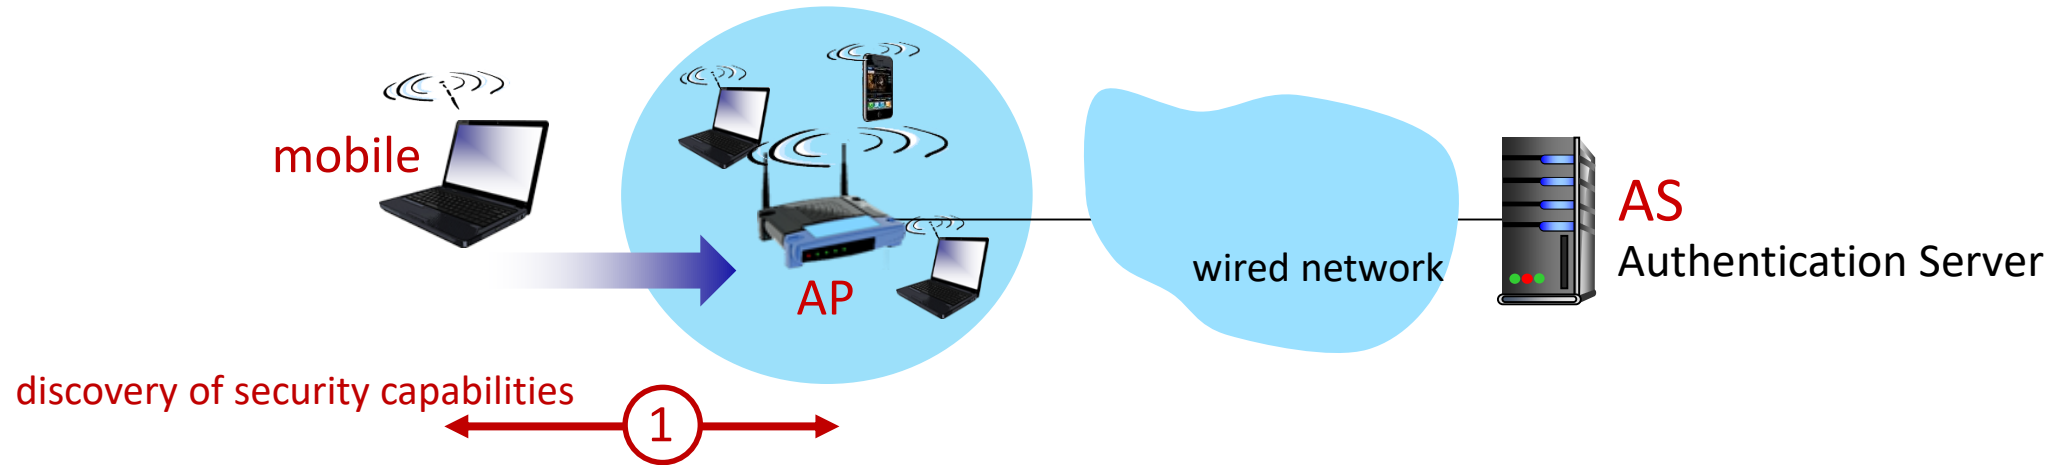 mobile
AP
wired network
AS
Authentication Server
discovery of security capabilities
1